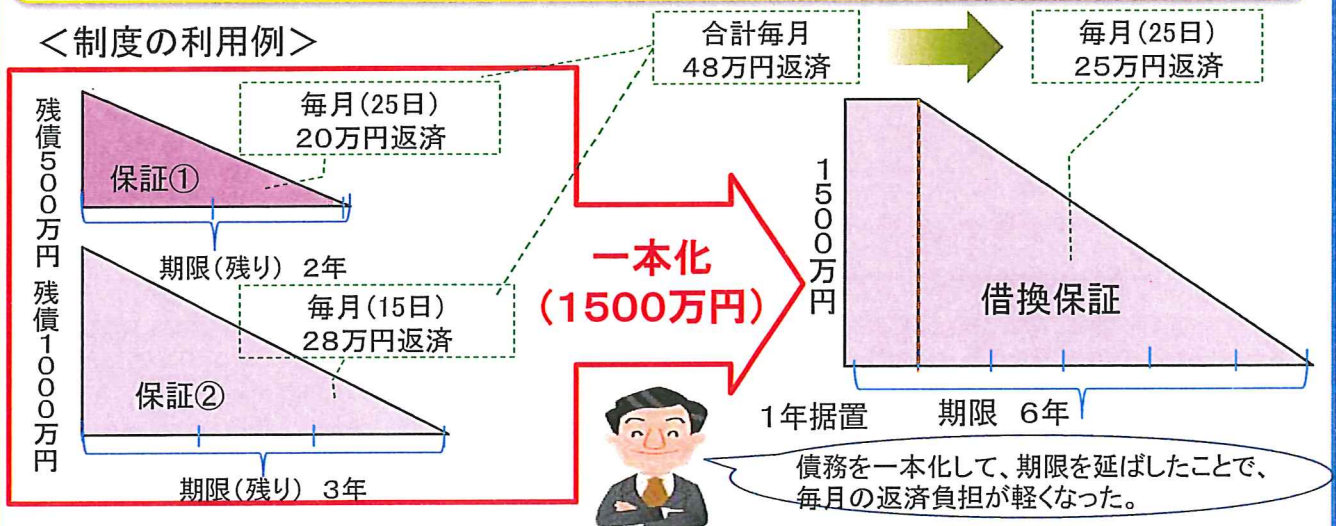 ＜制度の利用例＞
合計毎月
48万円返済
毎月(25日)
25万円返済
残債500万円
毎月(25日)
20万円返済
保証①
期限(残り) 2年
残債1000万円
毎月(15日)
28万円返済
保証②
期限(残り) 3年
一本化
(1500万円)
1500万円
借換保証
1年据置
期限 6年
債務を一本化して、期限を延ばしたことで、
毎月の返済負担が軽くなった。